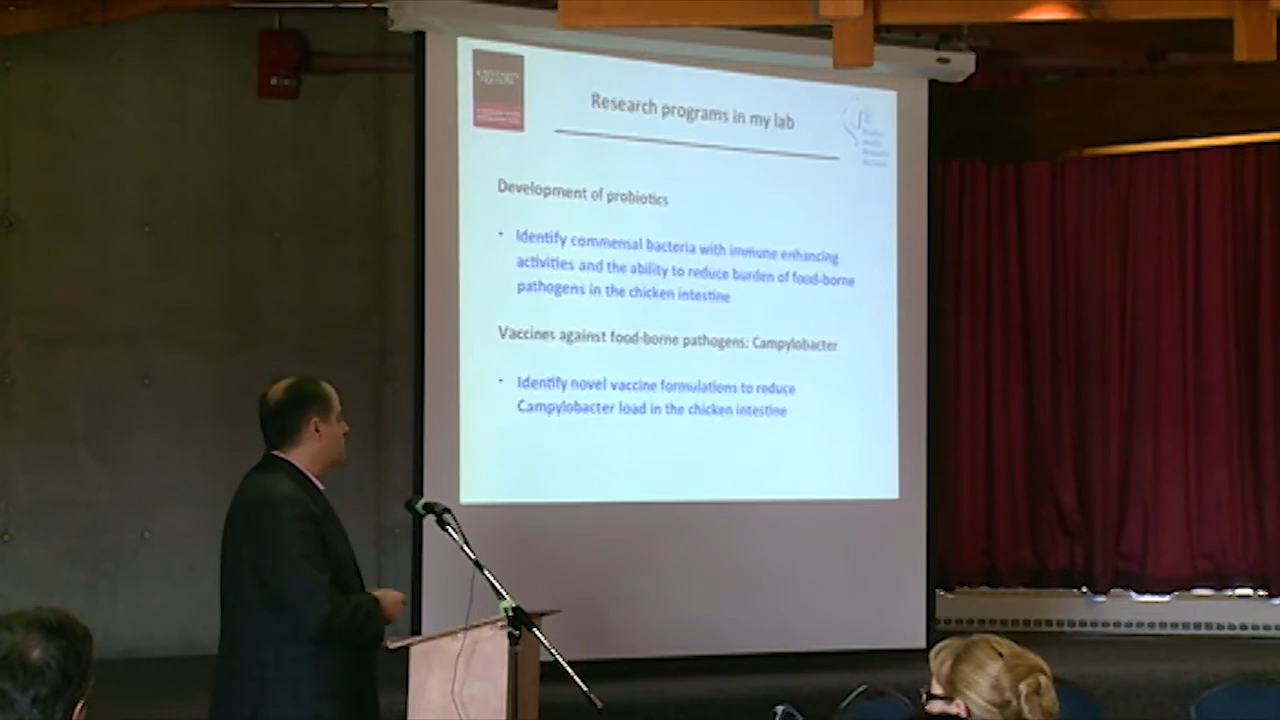 Research programs in my lab
Development of probiotics
• Identify commensal bacteria with immune enhancing
activities and the ability to reduce burden of food-borne
pathogens in the chicken intestine
Vaccines against food-borne pathogens: Campylobacter
• Identify novel vaccine formulations to reduce
Campylobacter load in the chicken intestine